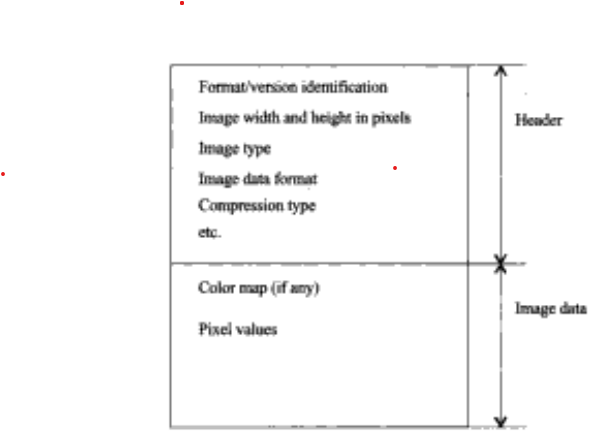 Format/version identification
Image width and height in pixels
Header
Image type
Image data format
Compression type
etc.
Color map (if any)
Image data
Pixel values